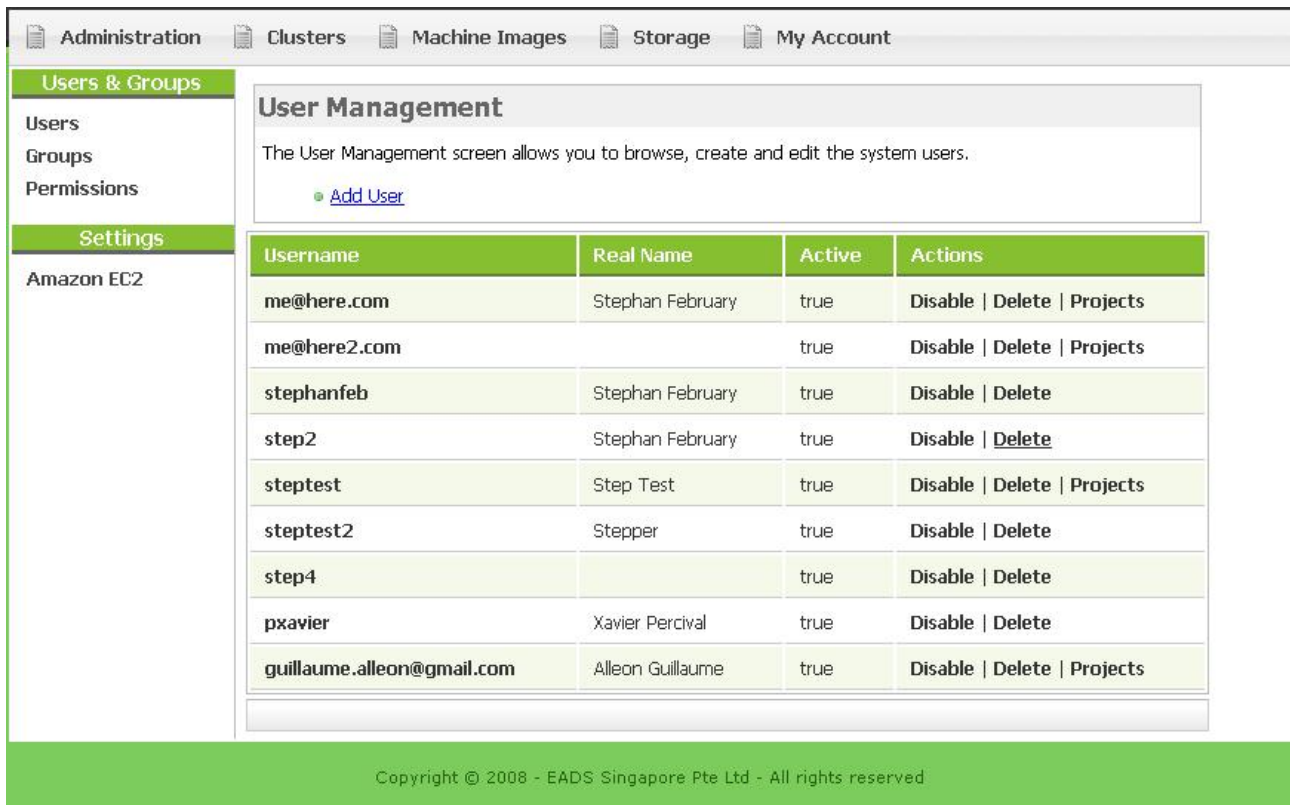 Administration Clusters Machine Images Storage My Account
Users & Groups
Users
Groups
Permissions
Settings
Amazon EC2
User Management
The User Management screen allows you to browse, create and edit the system users.
Add User
Username Real Name Active Actions
me@here.com Stephan February true Disable | Delete | Projects
me@here2.com true Disable | Delete | Projects
stephanfeb Stephan February true Disable | Delete
step2 Stephan February true Disable | Delete
steptest Step Test true Disable | Delete | Projects
steptest2 Stepper true Disable | Delete
step4 true Disable | Delete
pxavier Xavier Percival true Disable | Delete
guillaume.alleon@gmail.com Alleon Guillaume true Disable | Delete | Projects
Copyright © 2008 - EADS Singapore Pte Ltd - All rights reserved